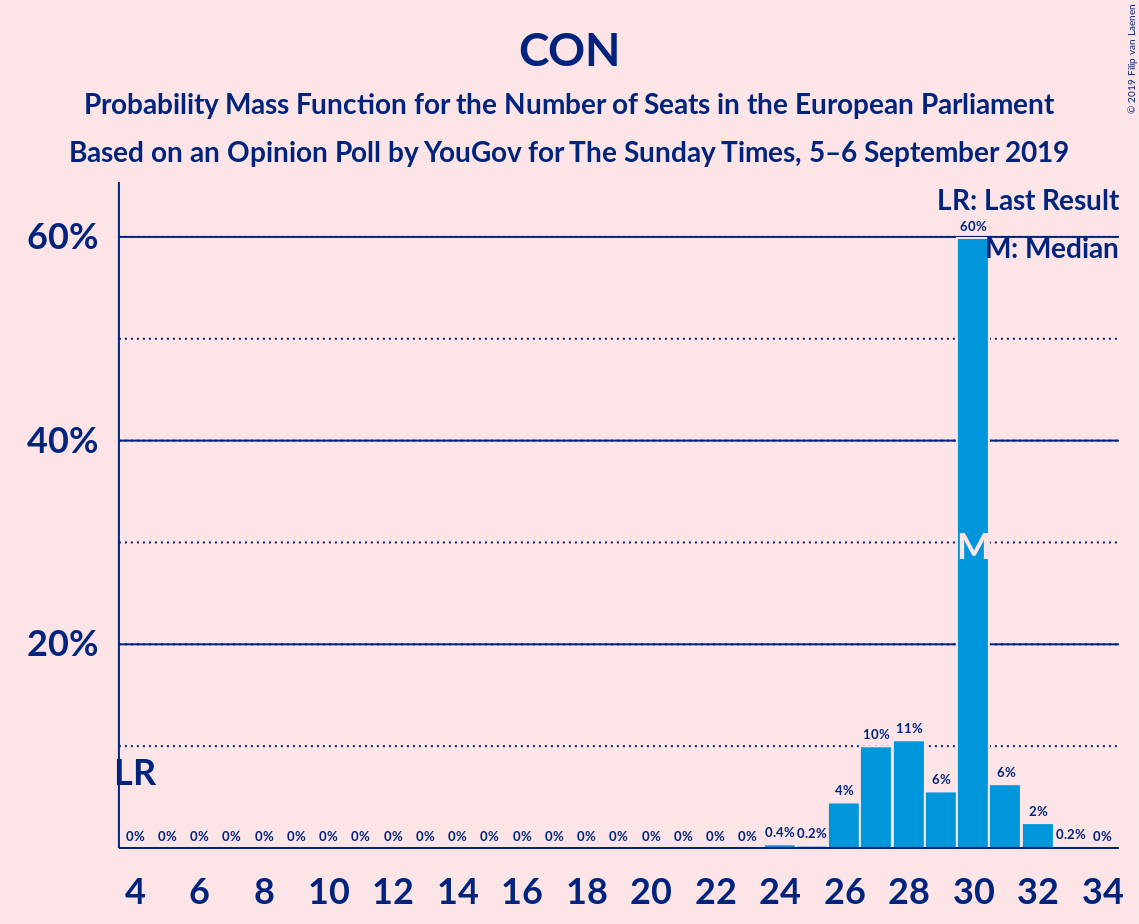 CON
Probability Mass Function for the Number of Seats in the European Parliament
Based on an Opinion Poll by YouGov for The Sunday Times, 5–6 September 2019
© 2019 Filip van Laenen
LR: Last Result
M: Median
60%
40%
20%
LR
M
0% 0% 0% 0% 0% 0% 0% 0% 0% 0% 0% 0% 0% 0% 0% 0% 0% 0% 0% 0% 0.4% 0.2% 4% 10% 11% 6% 60% 6% 2% 0.2% 0%
4 6 8 10 12 14 16 18 20 22 24 26 28 30 32 34